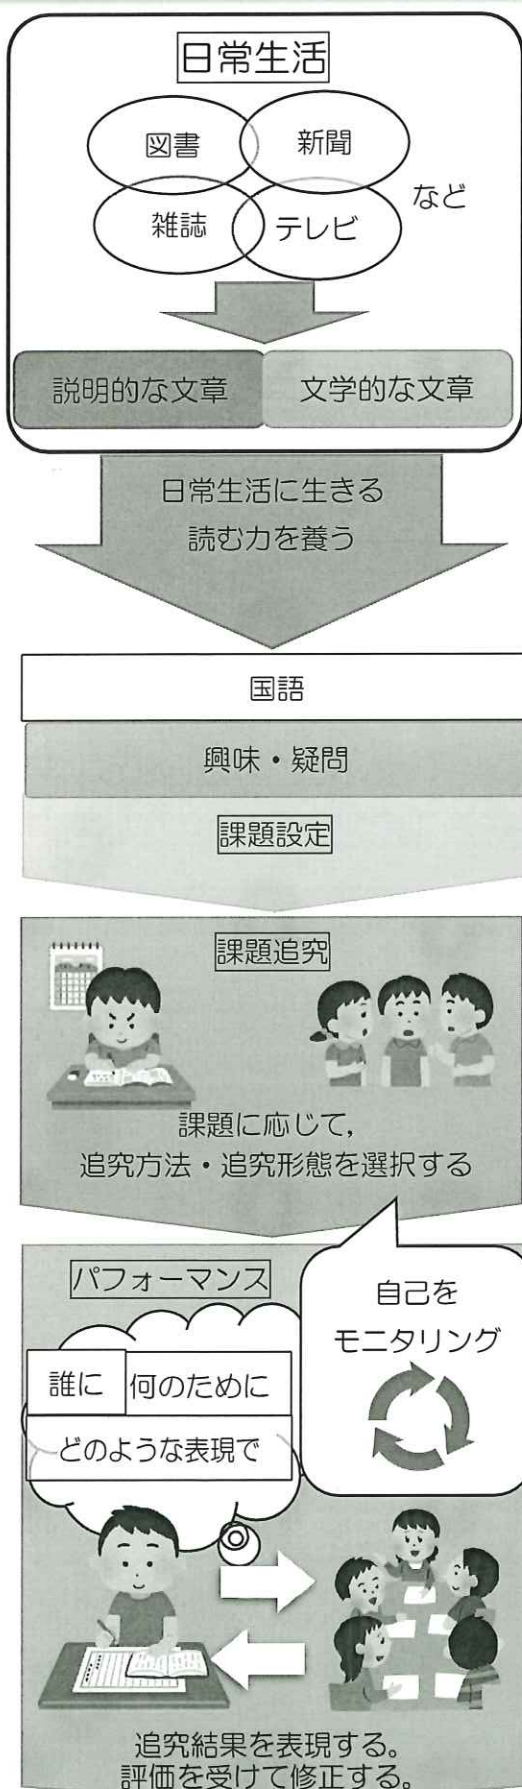 日常生活
図書
新聞
雑誌
テレビ
など
説明的な文章
文学的な文章
日常生活に生きる
読む力を養う
国語
興味・疑問
課題設定
課題追究
課題に応じて,
追究方法・追究形態を選択する
パフォーマンス
自己を
モニタリング
誰に
何のために
どのような表現で
追究結果を表現する。
評価を受けて修正する。